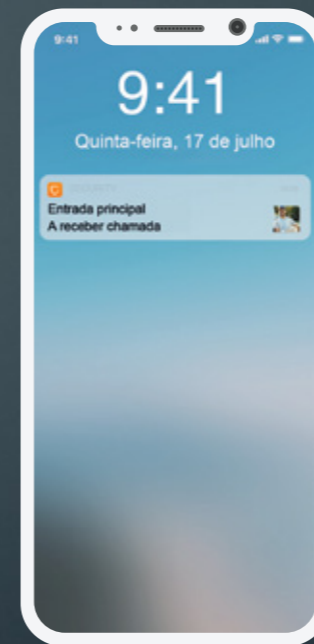 9:41
9:41
Quinta-feira, 17 de julho
C
Entrada principal
A receber chamada